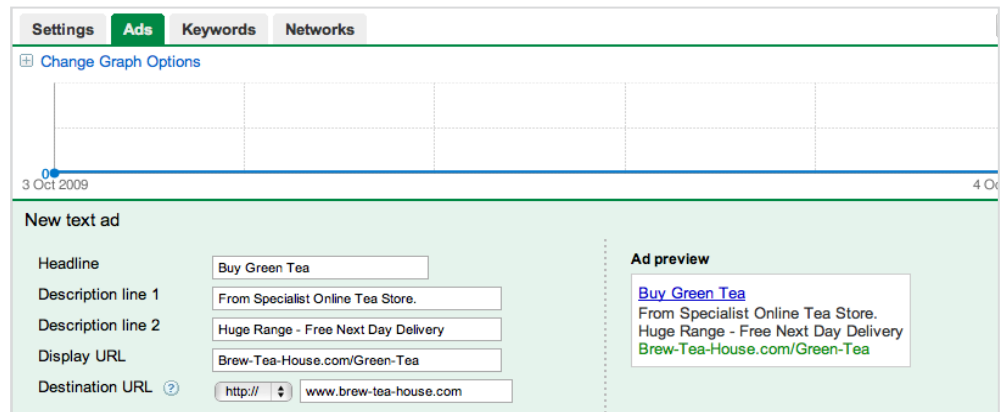 Settings Ads Keywords Networks
Change Graph Options
0
3 Oct 2009
New text ad
Headline Buy Green Tea
Description line 1 From Specialist Online Tea Store.
Description line 2 Huge Range - Free Next Day Delivery
Display URL Brew-Tea-House.com/Green-Tea
Destination URL ? http:// www.brew-tea-house.com
Ad preview
Buy Green Tea
From Specialist Online Tea Store.
Huge Range - Free Next Day Delivery
Brew-Tea-House.com/Green-Tea